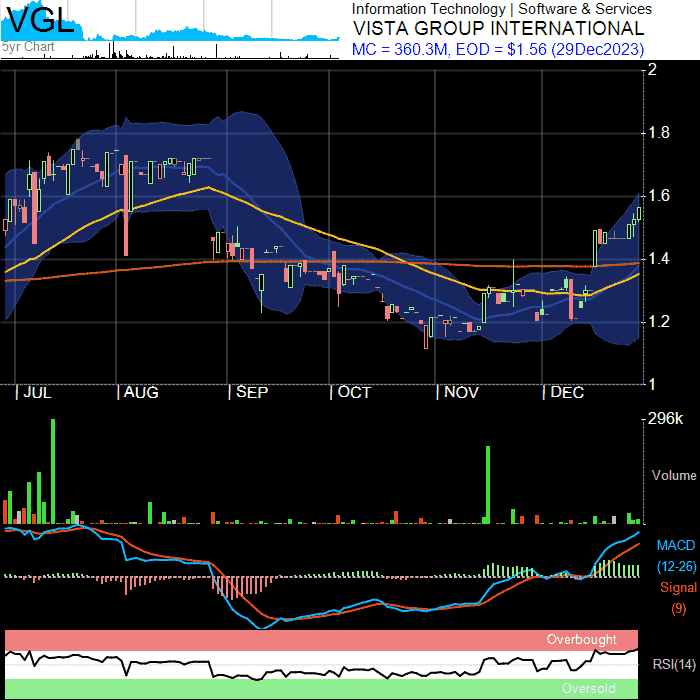 VGL
5yr Chart
Information Technology | Software & Services
VISTA GROUP INTERNATIONAL
MC = 360.3M, EOD = $1.56 (29Dec2023)
2
1.8
1.6
1.4
1.2
1
| JUL | AUG | SEP | OCT | NOV | DEC
296k
Volume
MACD
(12-26)
Signal
(9)
Overbought
RSI(14)
Oversold